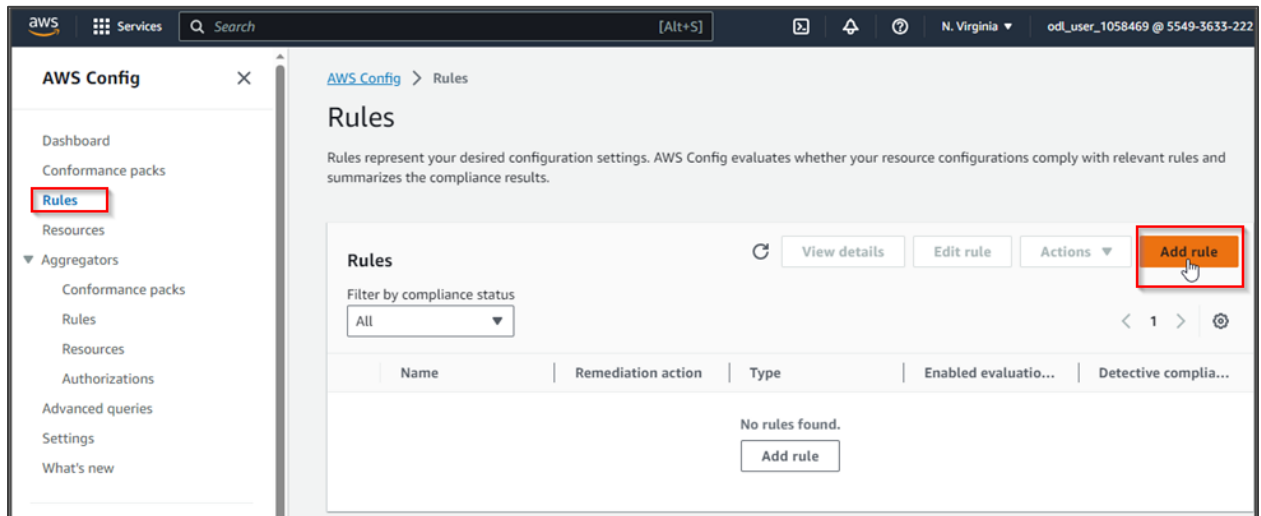 aws Services Search [Alt+S] N. Virginia odl_user_1058469 @ 5549-3633-222
AWS Config
Dashboard
Conformance packs
Rules
Resources
Aggregators
Conformance packs
Rules
Resources
Authorizations
Advanced queries
Settings
What's new
AWS Config > Rules
Rules
Rules represent your desired configuration settings. AWS Config evaluates whether your resource configurations comply with relevant rules and
summarizes the compliance results.
Rules View details Edit rule Actions Add rule
Filter by compliance status
All
1
Name Remediation action Type Enabled evaluatio... Detective complia...
No rules found.
Add rule